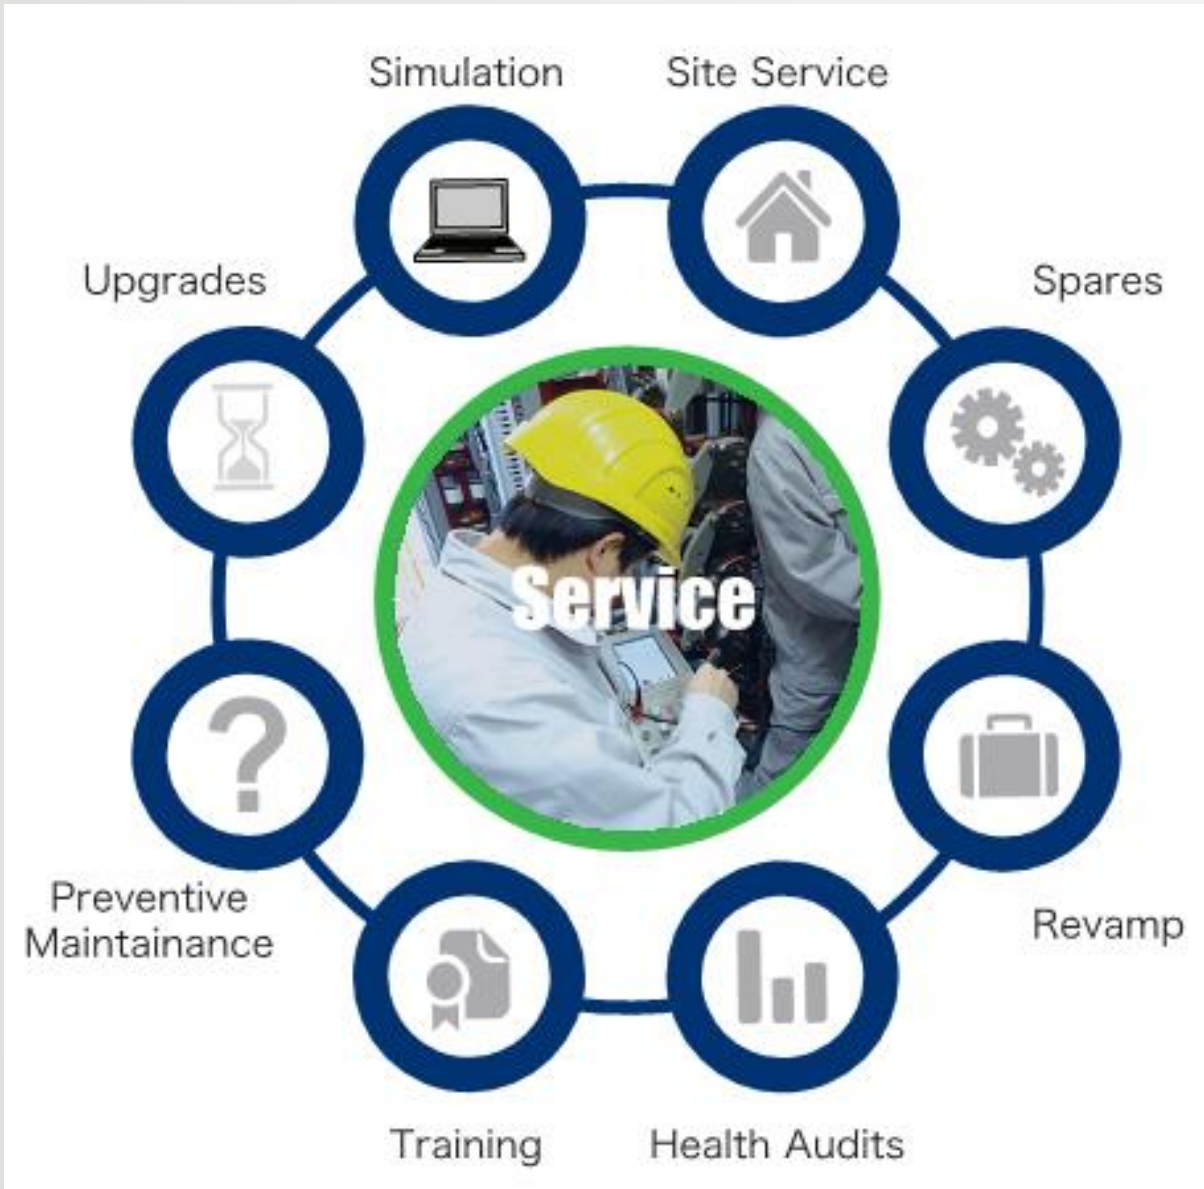 Simulation
Site Service
Upgrades
Spares
Service
Preventive
Maintainance
Revamp
Training
Health Audits